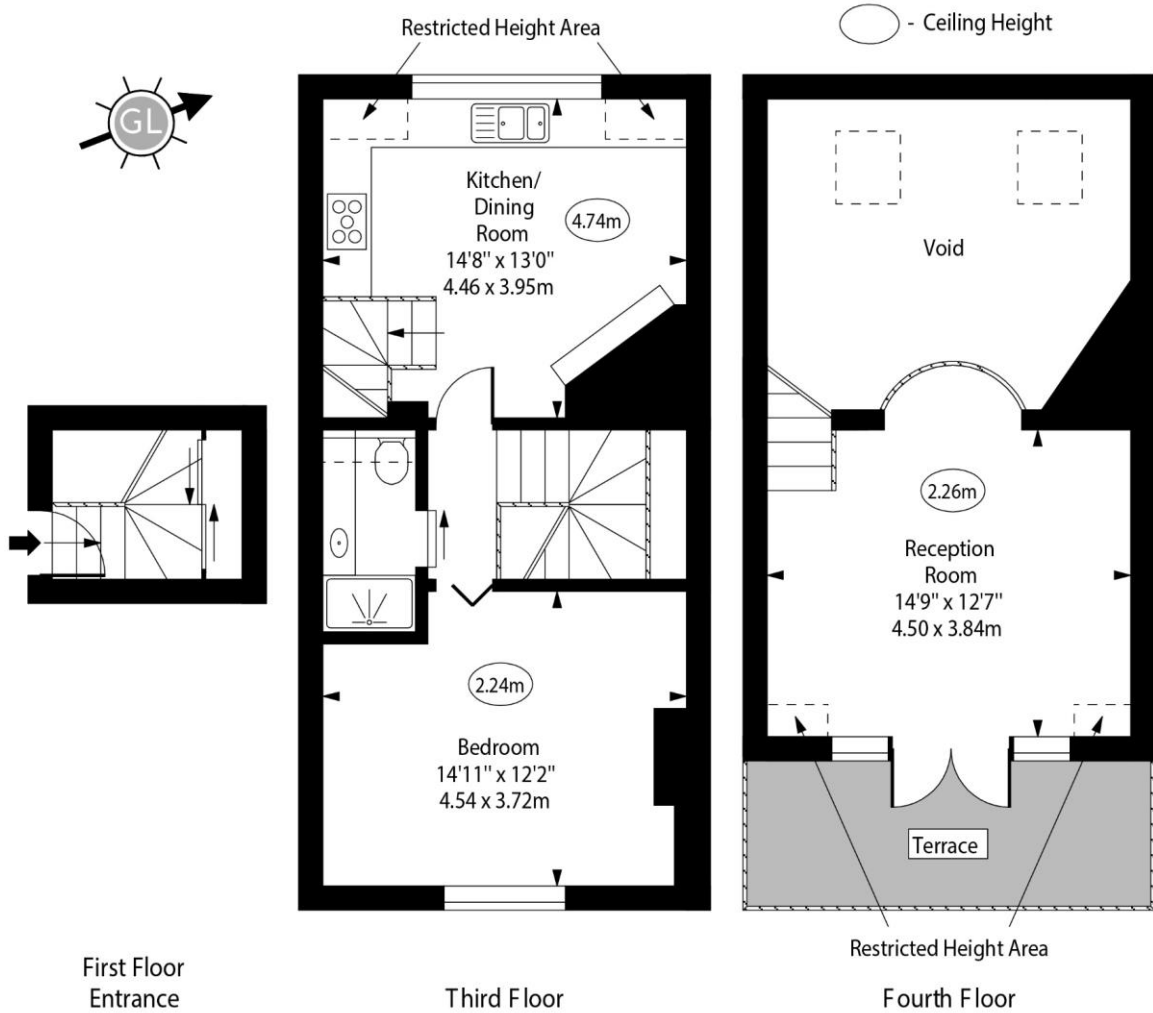 Restricted Height Area
- Ceiling Height
GL
Kitchen/
Dining
Room
14'8" x 13'0"
4.46 x 3.95m
4.74m
Void
2.26m
Reception
Room
14'9" x 12'7"
4.50 x 3.84m
2.24m
Bedroom
14'11" x 12'2"
4.54 x 3.72m
Terrace
Restricted Height Area
First Floor
Entrance
Third Floor
Fourth Floor